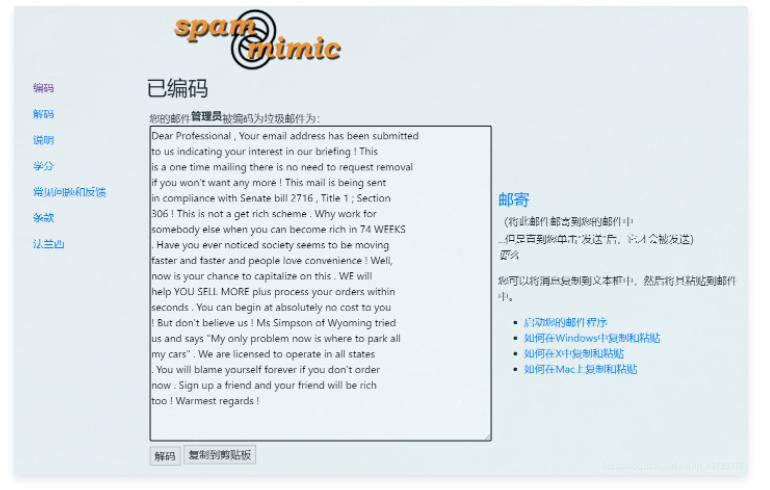 spam
mimic
编码
解码
说明
学分
常见问题和反馈
条款
法兰西
已编码
您的邮件管理员被编码为垃圾邮件为：
Dear Professional , Your email address has been submitted
to us indicating your interest in our briefing ! This
is a one time mailing there is no need to request removal
if you won't want any more ! This mail is being sent
in compliance with Senate bill 2716 , Title 1 ; Section
306 ! This is not a get rich scheme . Why work for
somebody else when you can become rich in 74 WEEKS
. Have you ever noticed society seems to be moving
faster and faster and people love convenience ! Well,
now is your chance to capitalize on this . WE will
help YOU SELL MORE plus process your orders within
seconds . You can begin at absolutely no cost to you
! But don't believe us ! Ms Simpson of Wyoming tried
us and says "My only problem now is where to park all
my cars" . We are licensed to operate in all states
. You will blame yourself forever if you don't order
now . Sign up a friend and your friend will be rich
too ! Warmest regards !
解码
复制到剪贴板
邮寄
（将此邮件邮寄到您的邮件中
...但是直到您单击“发送”后，它才会被发送)
要么
您可以将消息复制到文本框中，然后将其粘贴到邮件
中。
启动您的邮件程序
如何在Windows中复制和粘贴
如何在X中复制和粘贴
如何在Mac上复制和粘贴